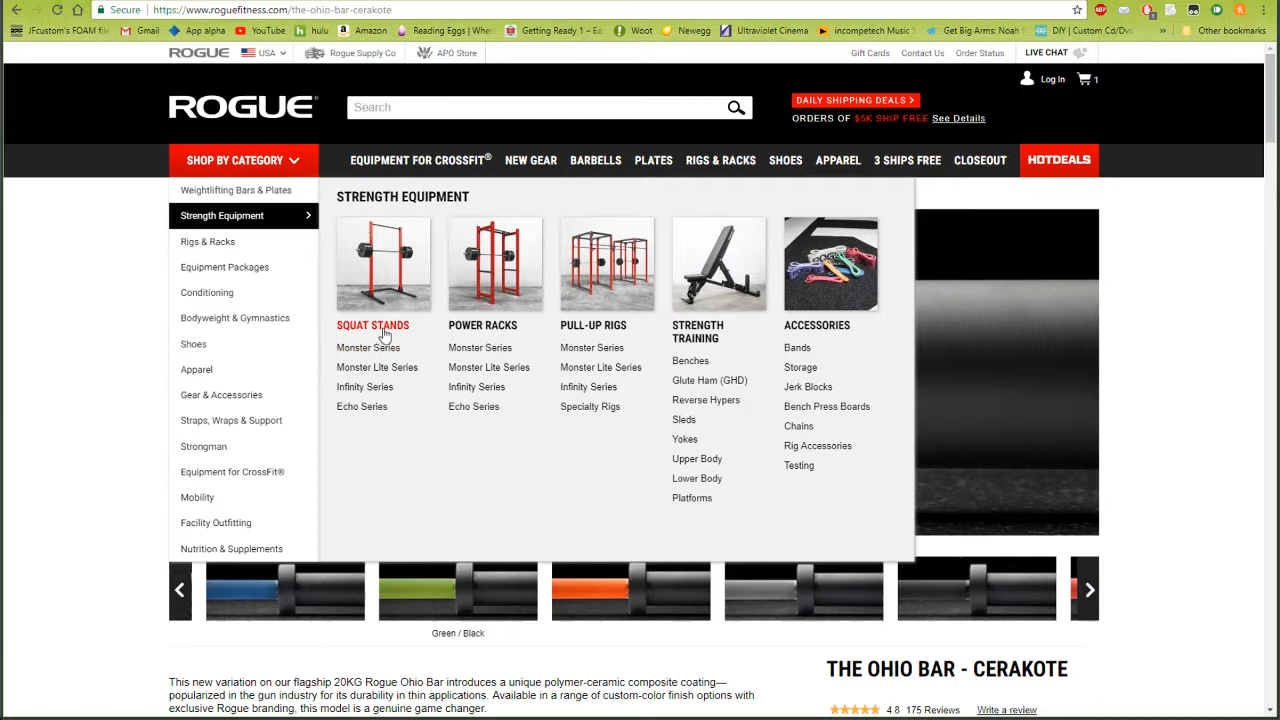 Secure | https://www.roguefitness.com/the-ohio-bar-cerakote
JFcustom's FOAM file
Gmail
App alpha
YouTube
hulu
Amazon
Reading Eggs | Where
Getting Ready 1 – Ea
Woot
Newegg
Ultraviolet Cinema
incompetech Music S
Get Big Arms: Noah S
DIY | Custom Cd/Dvd
Other bookmarks
ROGUE USA Rogue Supply Co APO Store
Gift Cards Contact Us Order Status LIVE CHAT
Log In 1
ROGUE
Search
DAILY SHIPPING DEALS >
ORDERS OF $5K SHIP FREE See Details
SHOP BY CATEGORY
EQUIPMENT FOR CROSSFIT® NEW GEAR BARBELLS PLATES RIGS & RACKS SHOES APPAREL 3 SHIPS FREE CLOSEOUT HOTDEALS
Weightlifting Bars & Plates
Strength Equipment
Rigs & Racks
Equipment Packages
Conditioning
Bodyweight & Gymnastics
Shoes
Apparel
Gear & Accessories
Straps, Wraps & Support
Strongman
Equipment for CrossFit®
Mobility
Facility Outfitting
Nutrition & Supplements
STRENGTH EQUIPMENT
SQUAT STANDS
Monster Series
Monster Lite Series
Infinity Series
Echo Series
POWER RACKS
Monster Series
Monster Lite Series
Infinity Series
Echo Series
PULL-UP RIGS
Monster Series
Monster Lite Series
Infinity Series
Specialty Rigs
STRENGTH
TRAINING
Benches
Glute Ham (GHD)
Reverse Hypers
Sleds
Yokes
Upper Body
Lower Body
Platforms
ACCESSORIES
Bands
Storage
Jerk Blocks
Bench Press Boards
Chains
Rig Accessories
Testing
Green / Black
This new variation on our flagship 20KG Rogue Ohio Bar introduces a unique polymer-ceramic composite coating—
popularized in the gun industry for its durability in thin applications. Available in a range of custom-color finish options with
exclusive Rogue branding, this model is a genuine game changer.
THE OHIO BAR - CERAKOTE
4.8 175 Reviews Write a review